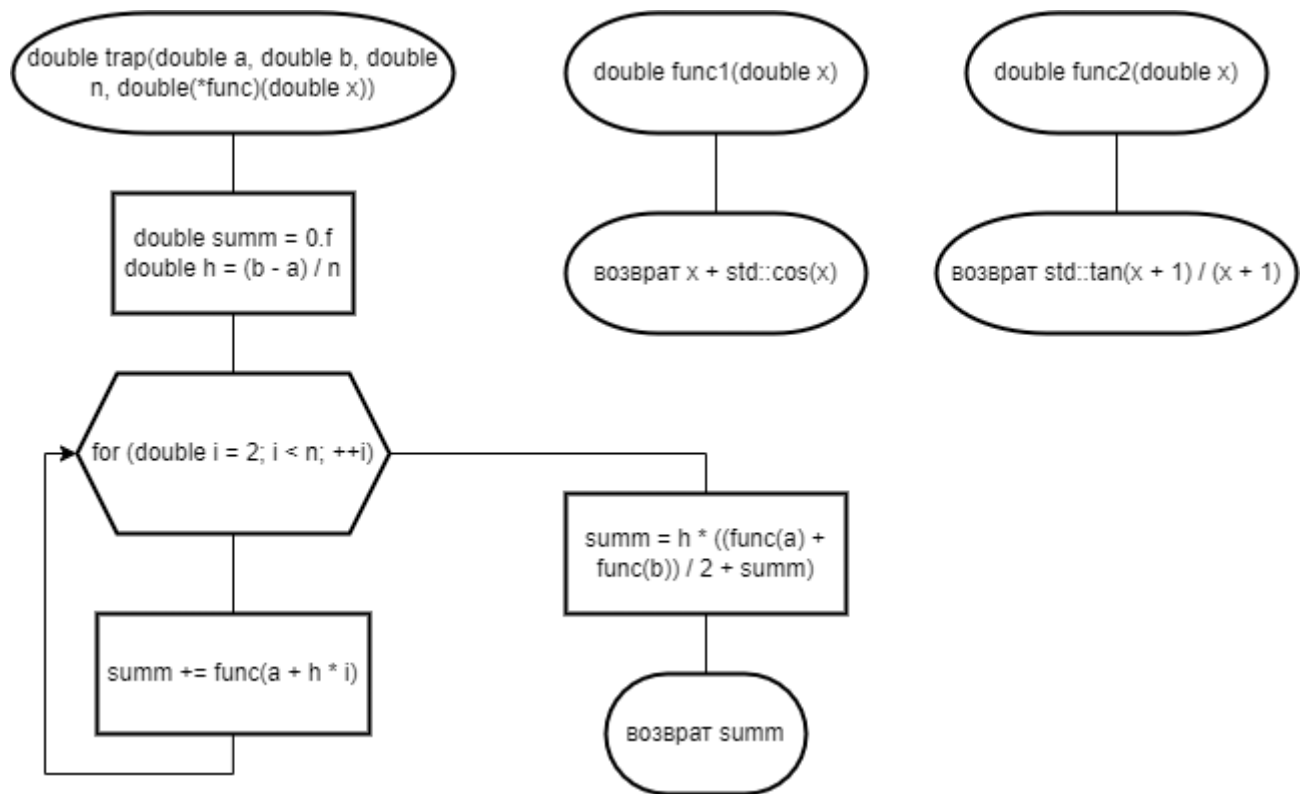 double trap(double a, double b, double
n, double(*func)(double x))
double summ = 0.f
double h = (b - a) / n
for (double i = 2; i < n; ++i)
summ += func(a + h * i)
summ = h * ((func(a) +
func(b)) / 2 + summ)
возврат summ
double func1(double x)
возврат x + std::cos(x)
double func2(double x)
возврат std::tan(x + 1) / (x + 1)